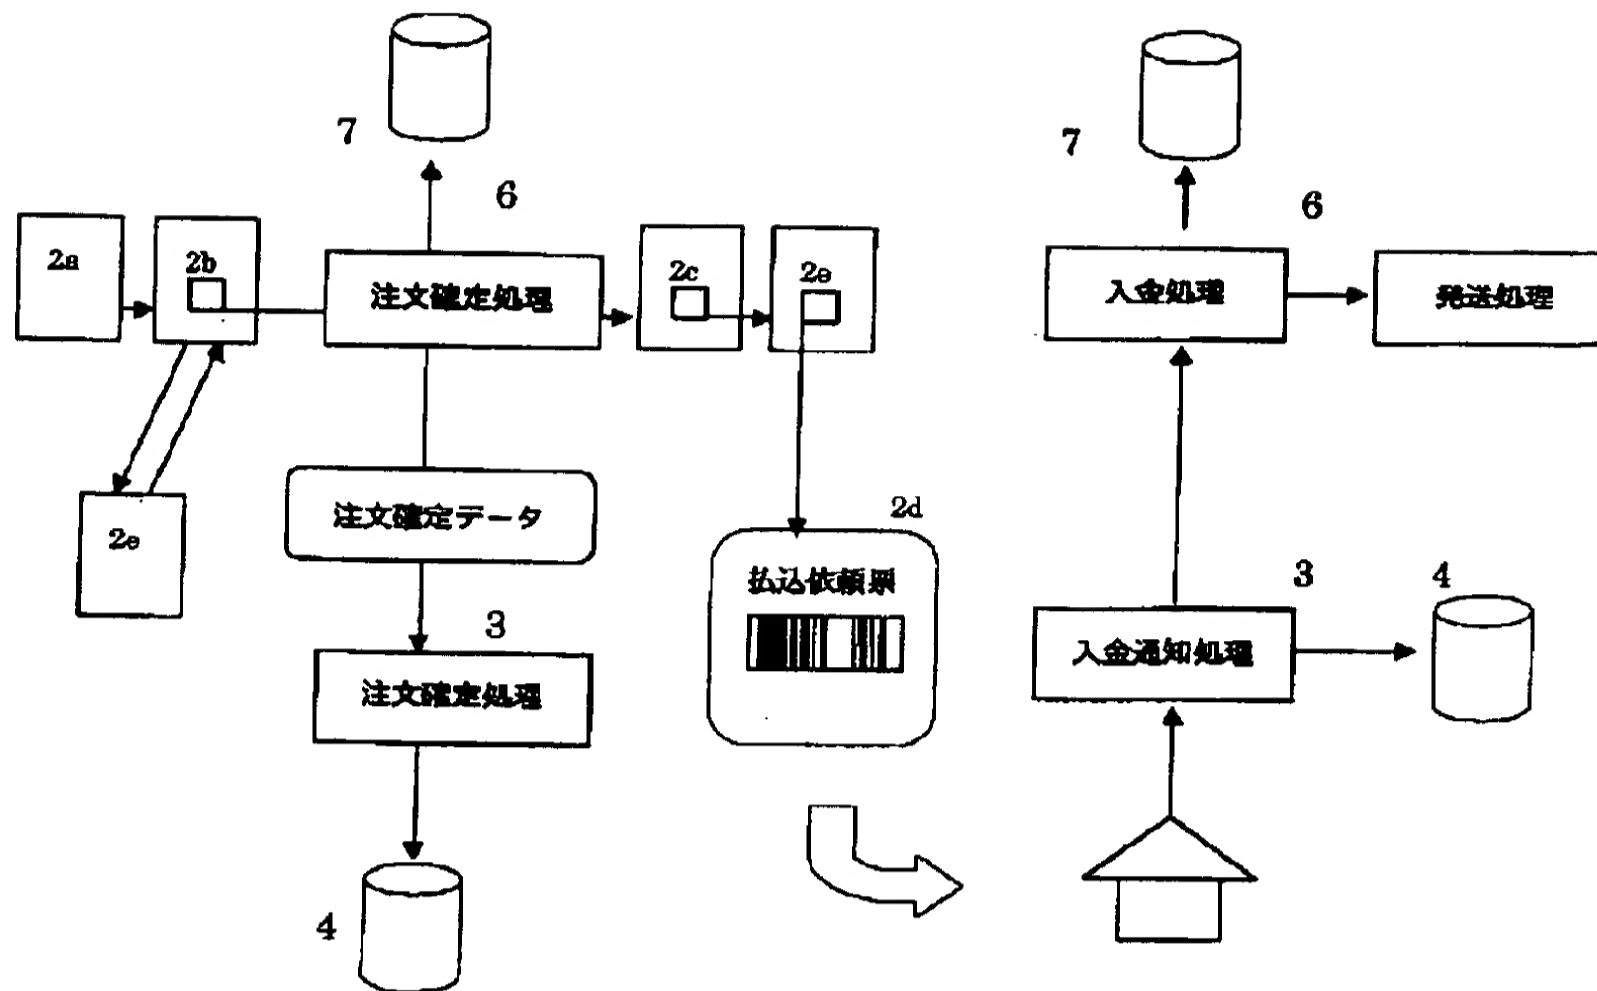 7
6
2a
2b
注文確定処理
2c
2e
2e
注文確定データ
2d
払込依頼票
3
注文確定処理
4
7
6
入金処理
発送処理
3
4
入金通知処理